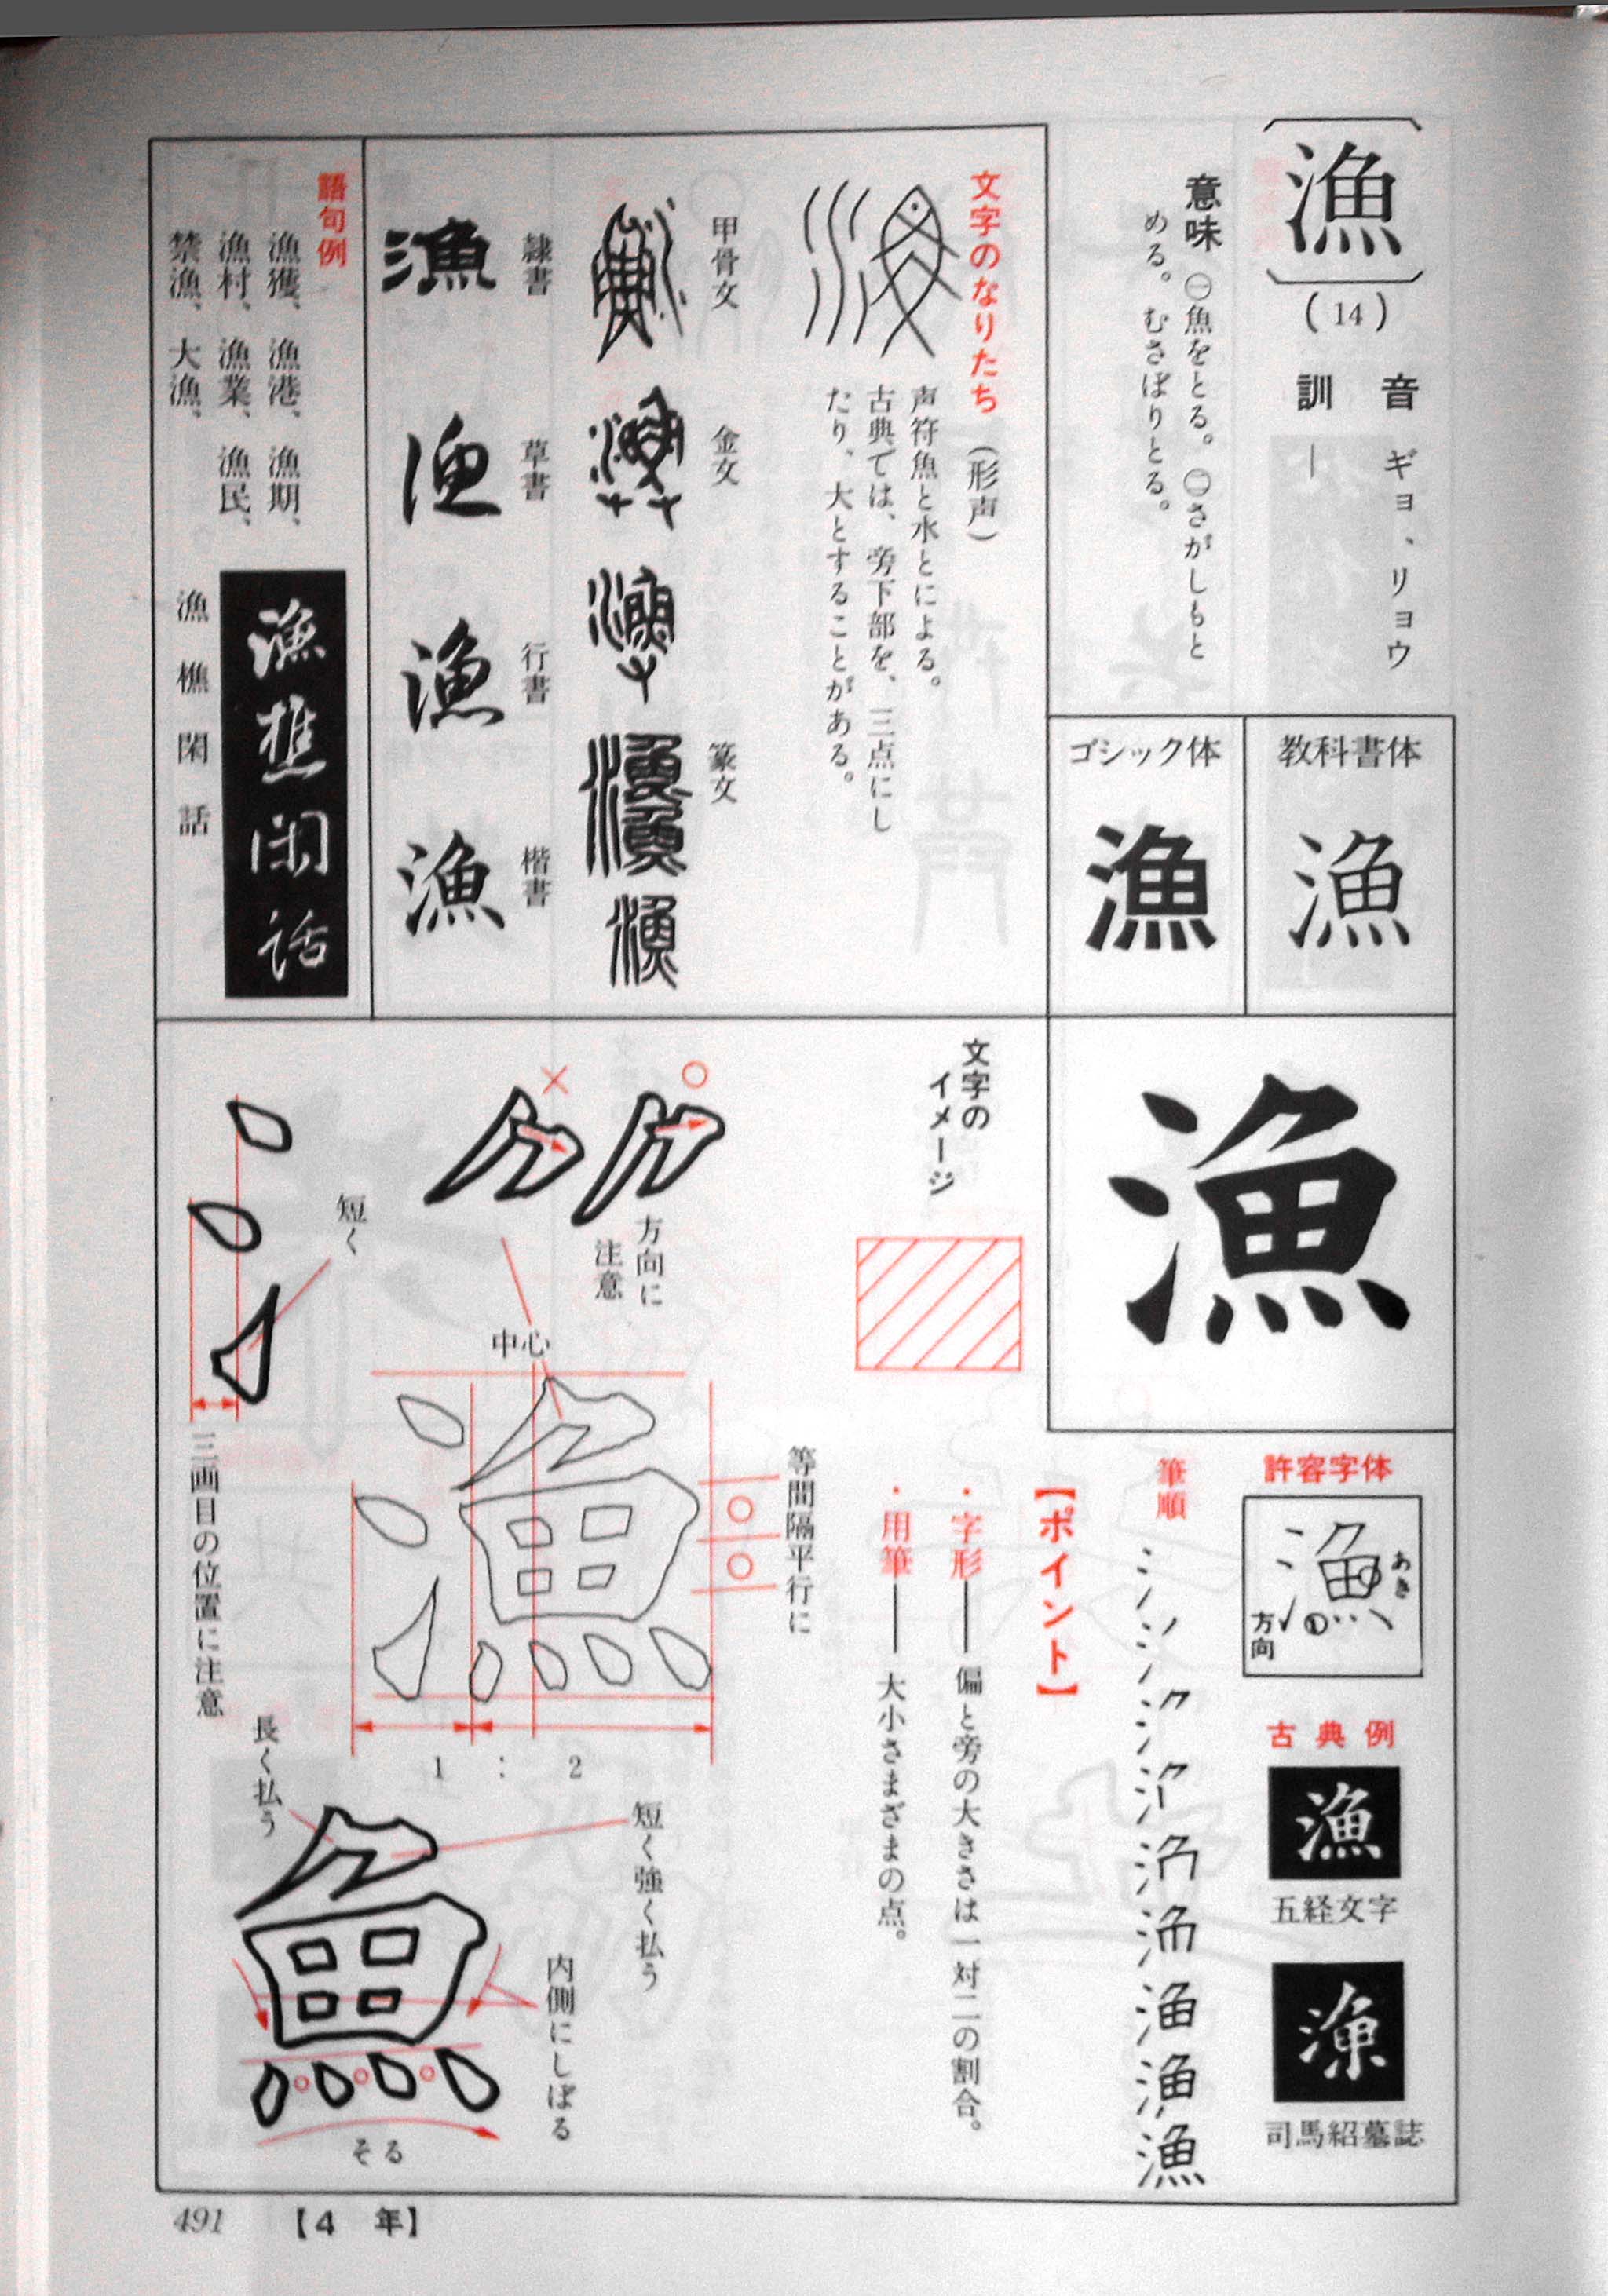 漁
(14)
音 ギョ、リョウ
訓 ―
意味 ㊀魚をとる。㊁さがしもと
める。むさぼりとる。
教科書体
漁
ゴシック体
漁
漁
許容字体
漁
あき
方向
古典例
漁
五経文字
漁
司馬紹墓誌
筆順
漁
【ポイント】
・字形――偏と旁の大きさは一対二の割合。
・用筆――大小さまざまの点。
文字のなりたち (形声)
声符魚と水とによる。
古典では、旁下部を、三点にし
たり、大とすることがある。
甲骨文 金文 篆文
隷書 草書 行書 楷書
漁 漁 漁 漁
語句例
漁獲、漁港、漁期、
漁村、漁業、漁民、
禁漁、大漁、
漁樵閑話
漁樵閑話
文字の
イメージ
等間隔平行に
方向に
注意
中心
短く
三画目の位置に注意
1 : 2
短く強く払う
長く払う
内側にしぼる
そる
491 【4 年】